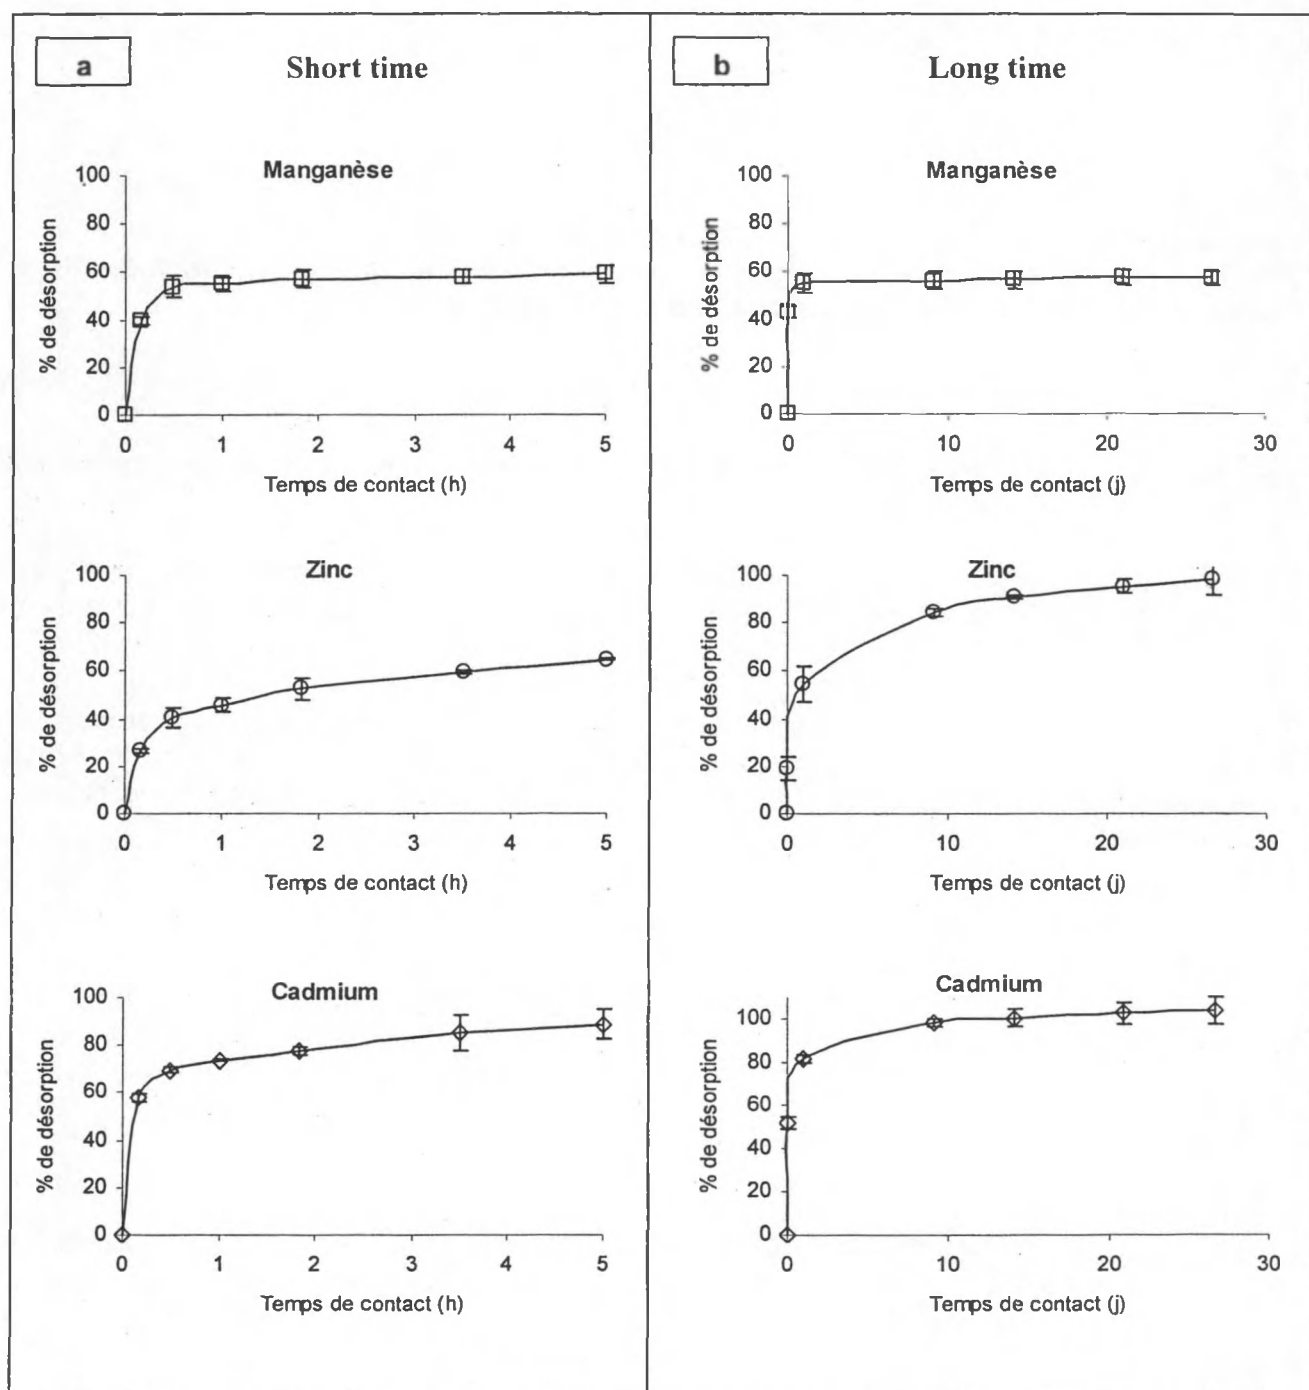 a
Short time
Manganèse
100
80
60
40
20
0
% de désorption
0 1 2 3 4 5
Temps de contact (h)
Zinc
100
80
60
40
20
0
% de désorption
0 1 2 3 4 5
Temps de contact (h)
Cadmium
100
80
60
40
20
0
% de désorption
0 1 2 3 4 5
Temps de contact (h)
b
Long time
Manganèse
100
80
60
40
20
0
% de désorption
0 10 20 30
Temps de contact (j)
Zinc
100
80
60
40
20
0
% de désorption
0 10 20 30
Temps de contact (j)
Cadmium
100
80
60
40
20
0
% de désorption
0 10 20 30
Temps de contact (j)